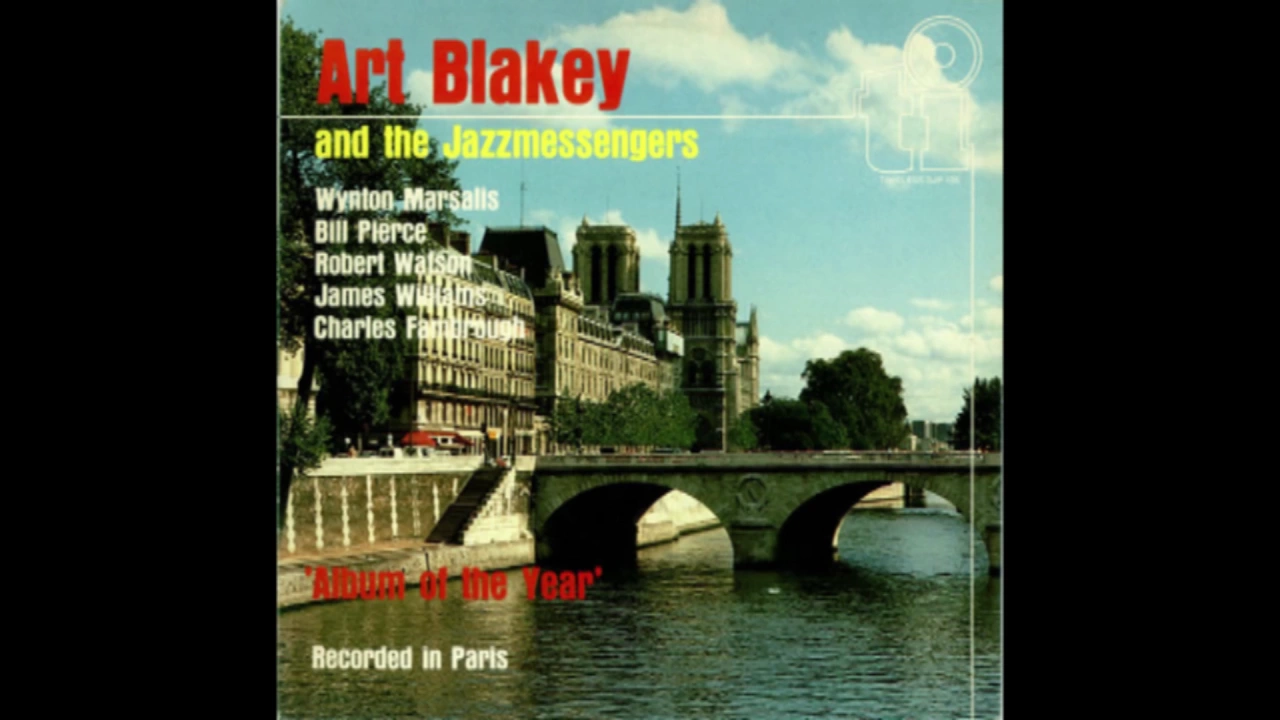 Art Blakey
and the Jazzmessengers
Wynton Marsalis
Bill Pierce
Robert Watson
James Williams
Charles Fambrough
'Album of the Year'
Recorded in Paris